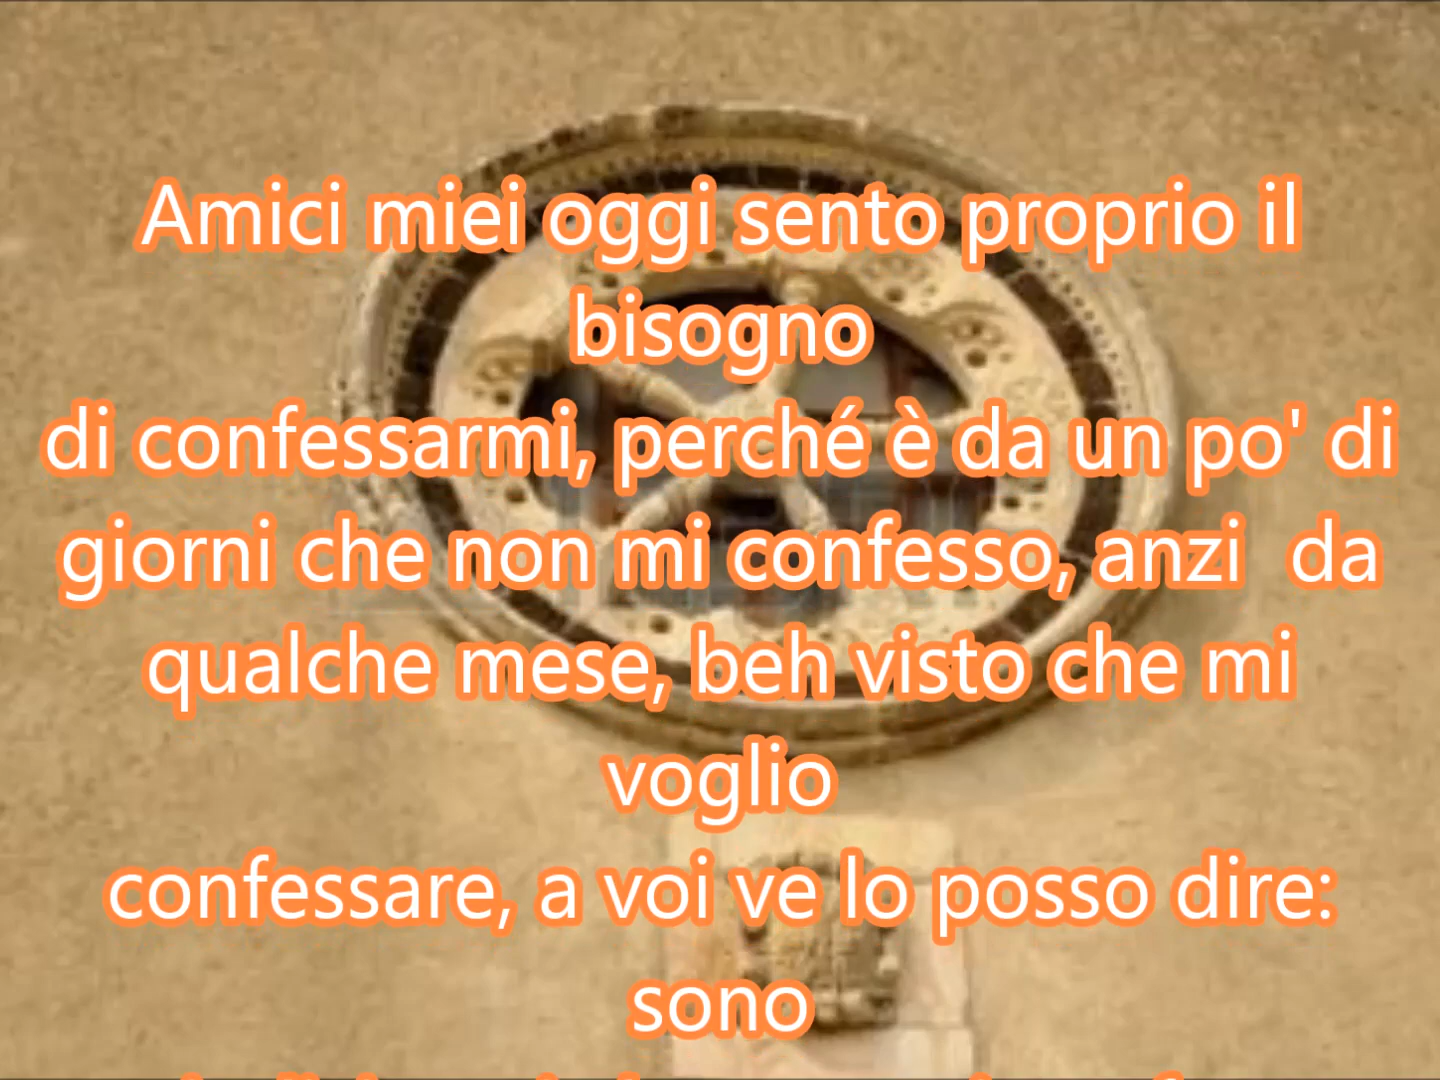 Amici miei oggi sento proprio il
bisogno
di confessarmi, perché è da un po' di
giorni che non mi confesso, anzi  da
qualche mese, beh visto che mi
voglio
confessare, a voi ve lo posso dire:
sono